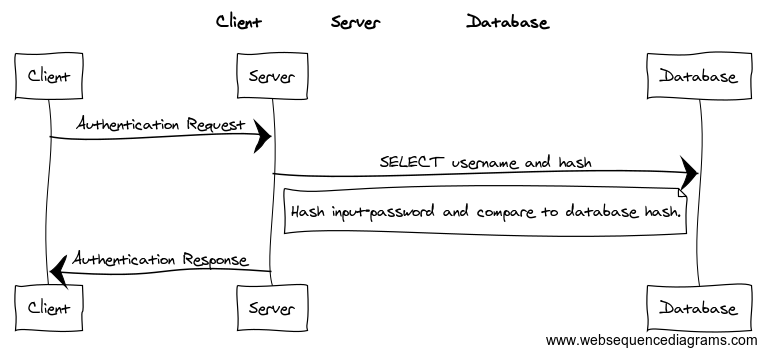 Client Server Database
Client Server Database
Authentication Request
SELECT username and hash
Hash input-password and compare to database hash.
Authentication Response
Client Server Database
www.websequencediagrams.com